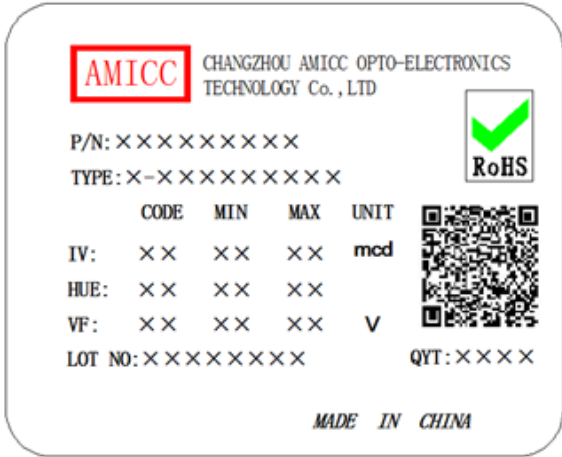 AMICC
CHANGZHOU AMICC OPTO-ELECTRONICS
TECHNOLOGY Co.,LTD
RoHS
P/N:×××××××××
TYPE:×-×××××××××
CODE MIN MAX UNIT
IV: ×× ×× ×× mcd
HUE: ×× ×× ××
VF: ×× ×× ×× V
LOT NO:×××××××× QYT:××××
MADE IN CHINA